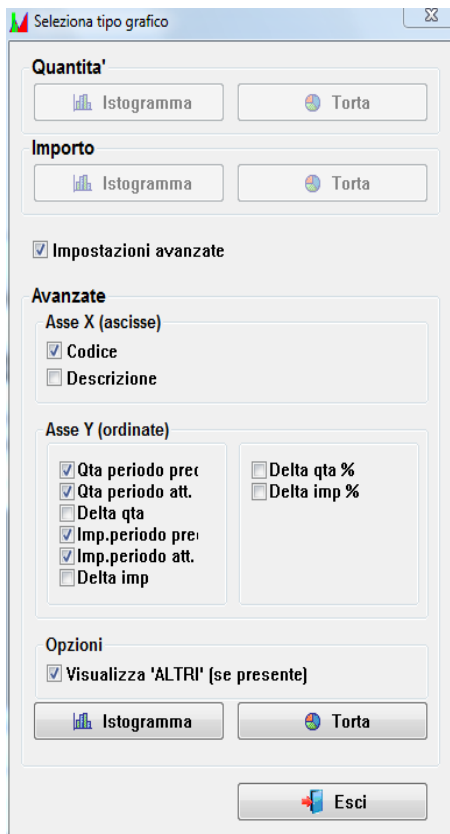 Seleziona tipo grafico
Quantita'
Istogramma Torta
Importo
Istogramma Torta
Impostazioni avanzate
Avanzate
Asse X (ascisse)
Codice
Descrizione
Asse Y (ordinate)
Qta periodo prec
Qta periodo att.
Delta qta
Imp.periodo pre
Imp.periodo att.
Delta imp
Delta qta %
Delta imp %
Opzioni
Visualizza 'ALTRI' (se presente)
Istogramma Torta
Esci